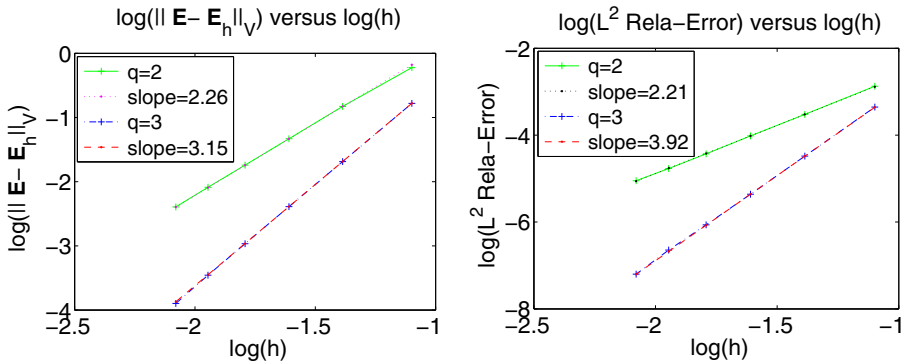 log(|| E− E_h||_V) versus log(h)
0
−1
−2
−3
−4
log(|| E− E_h||_V)
q=2
slope=2.26
q=3
slope=3.15
−2.5
−2
−1.5
−1
log(h)
log(L² Rela−Error) versus log(h)
−2
−4
−6
−8
log(L² Rela−Error)
q=2
slope=2.21
q=3
slope=3.92
−2.5
−2
−1.5
−1
log(h)